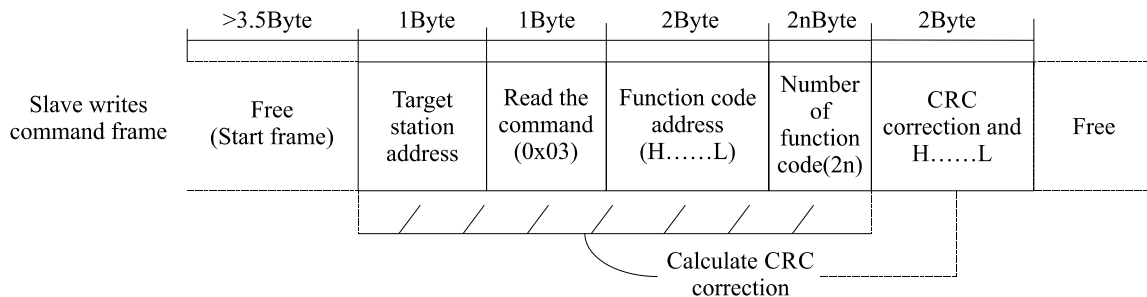 >3.5Byte 1Byte 1Byte 2Byte 2nByte 2Byte
Slave writes
command frame
Free
(Start frame)
Target
station
address
Read the
command
(0x03)
Function code
address
(H......L)
Number
of
function
code(2n)
CRC
correction and
H......L
Free
Calculate CRC
correction